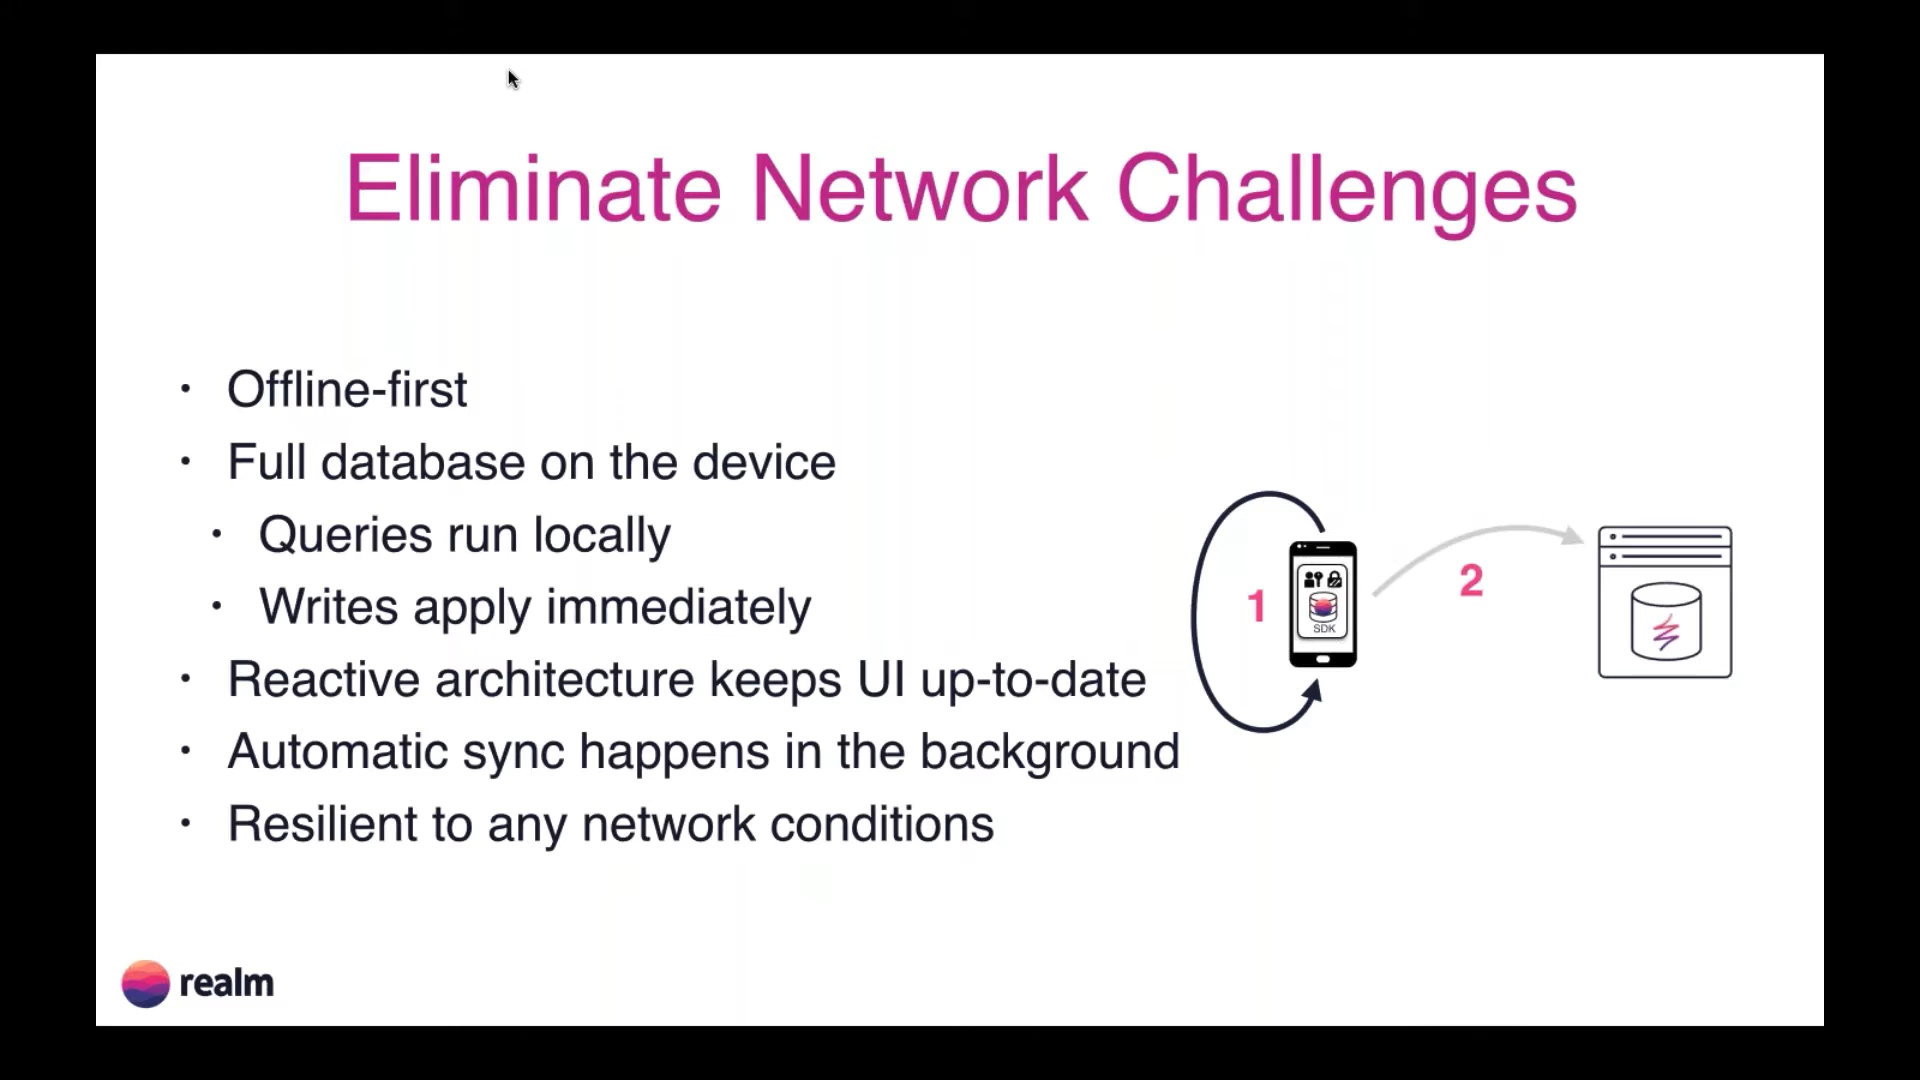 Eliminate Network Challenges
· Offline-first
· Full database on the device
· Queries run locally
· Writes apply immediately
· Reactive architecture keeps UI up-to-date
· Automatic sync happens in the background
· Resilient to any network conditions
1
SDK
2
realm